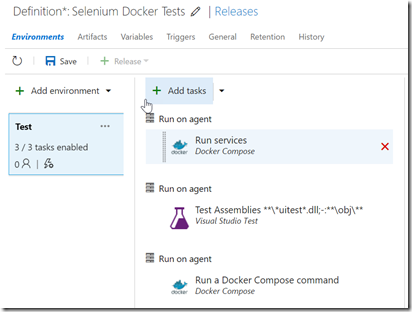 Definition*: Selenium Docker Tests | Releases
Environments Artifacts Variables Triggers General Retention History
Save Release
Add environment
Add tasks
Test
3 / 3 tasks enabled
0
Run on agent
docker
Run services
Docker Compose
Run on agent
Test Assemblies **\*uitest*.dll;-:**\obj\**
Visual Studio Test
Run on agent
docker
Run a Docker Compose command
Docker Compose